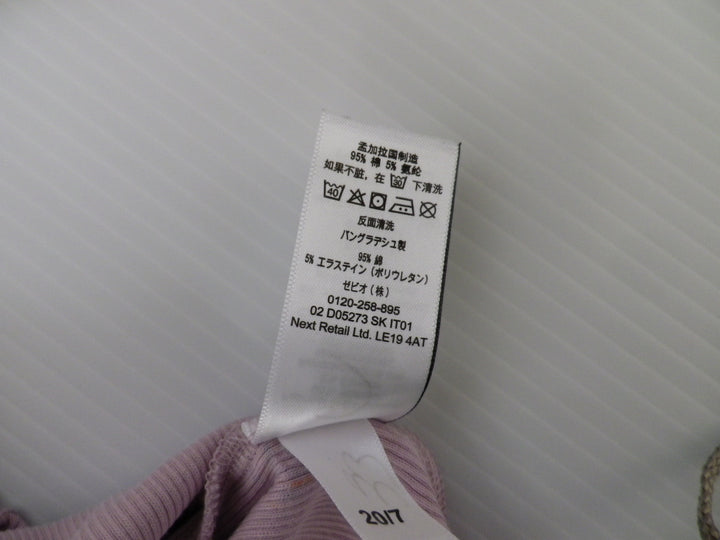 孟加拉国制造
95% 棉 5% 氨纶
如果不脏，在 30 下清洗
40
反面清洗
バングラデシュ製
95% 綿
5% エラステイン (ポリウレタン)
ゼビオ (株)
0120-258-895
02 D05273 SK IT01
Next Retail Ltd. LE19 4AT
20/7